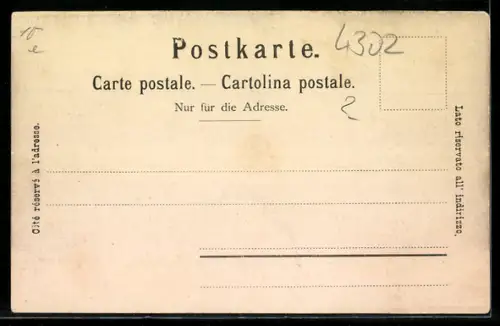 Postkarte.
4302
Carte postale. — Cartolina postale.
Nur für die Adresse.
2
Côté réservé à l'adresse.
Lato riservato all' indirizzo.